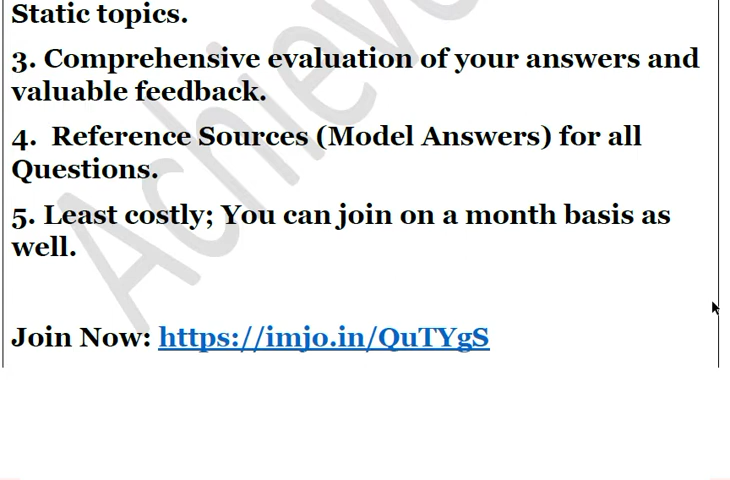 Static topics.
3. Comprehensive evaluation of your answers and
valuable feedback.
4. Reference Sources (Model Answers) for all
Questions.
5. Least costly; You can join on a month basis as
well.
Join Now: https://imjo.in/QuTYgS